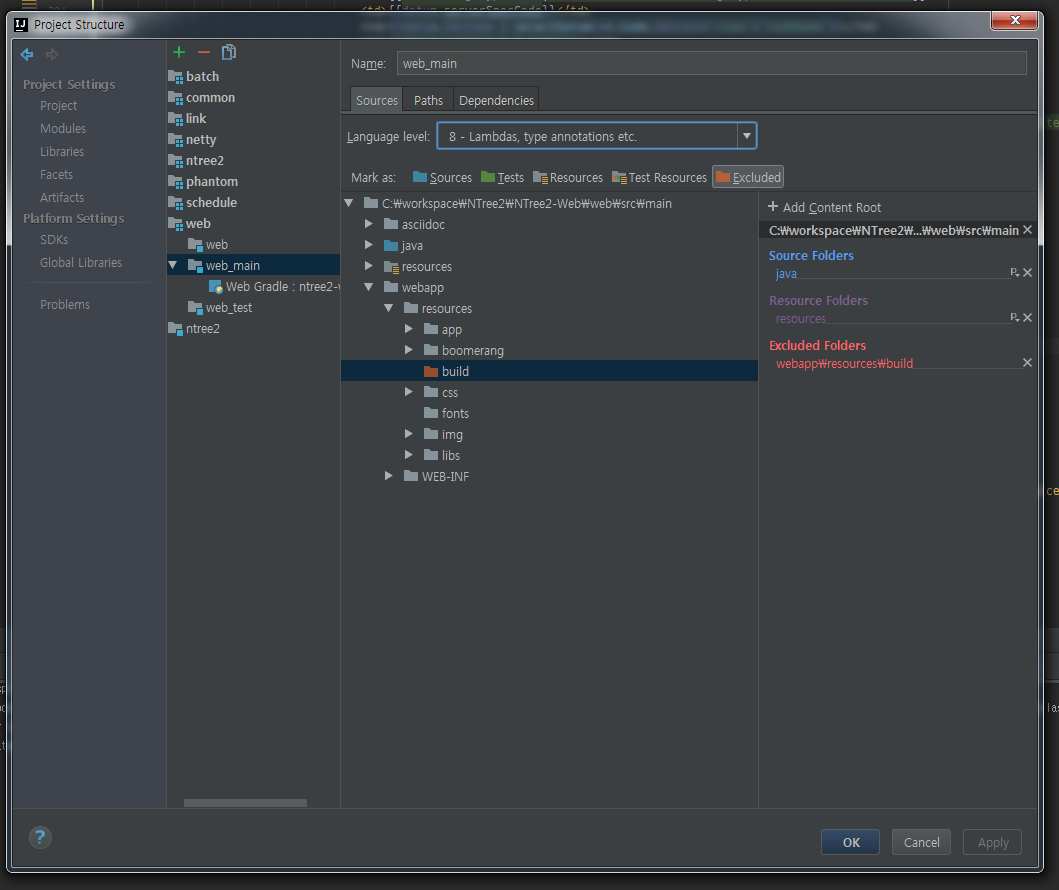 Project Structure
Project Settings
Project
Modules
Libraries
Facets
Artifacts
Platform Settings
SDKs
Global Libraries
Problems
batch
common
link
netty
ntree2
phantom
schedule
web
web
web_main
Web Gradle : ntree2-w
web_test
ntree2
Name: web_main
Sources Paths Dependencies
Language level: 8 - Lambdas, type annotations etc.
Mark as: Sources Tests Resources Test Resources Excluded
C:₩workspace₩NTree2₩NTree2-Web₩web₩src₩main
asciidoc
java
resources
webapp
resources
app
boomerang
build
css
fonts
img
libs
WEB-INF
+ Add Content Root
C:₩workspace₩NTree2₩...₩web₩src₩main
Source Folders
java
Resource Folders
resources
Excluded Folders
webapp₩resources₩build
?
OK Cancel Apply